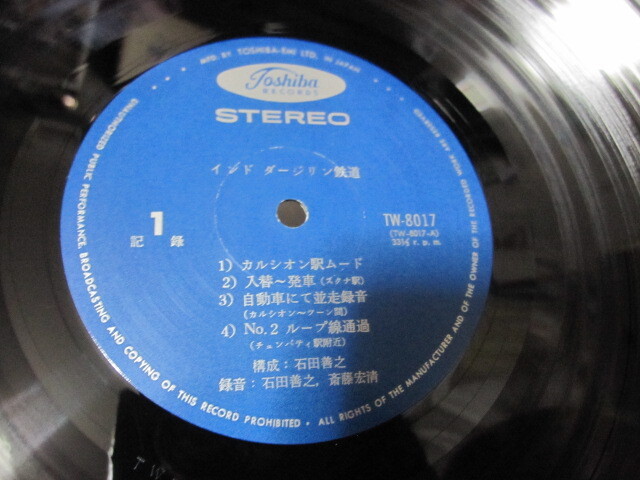 MFD. BY TOSHIBA-EMI LTD. IN JAPAN
Toshiba
RECORDS
STEREO
インド ダージリン鉄道
1
記録
TW-8017
(TW-8017-A)
33⅓ r. p. m.
1) カルシオン駅ムード
2) 入替〜発車 (スクナ駅)
3) 自動車にて並走録音
(カルシオン〜ツーン間)
4) No. 2 ループ線通過
(チュンバティ駅附近)
構成：石田善之
録音：石田善之, 斎藤宏清
UNAUTHORIZED PUBLIC PERFORMANCE, BROADCASTING AND COPYING OF THIS RECORD PROHIBITED • ALL RIGHTS OF THE MANUFACTURER AND OF THE OWNER OF THE RECORDED WORK ARE RESERVED
T W